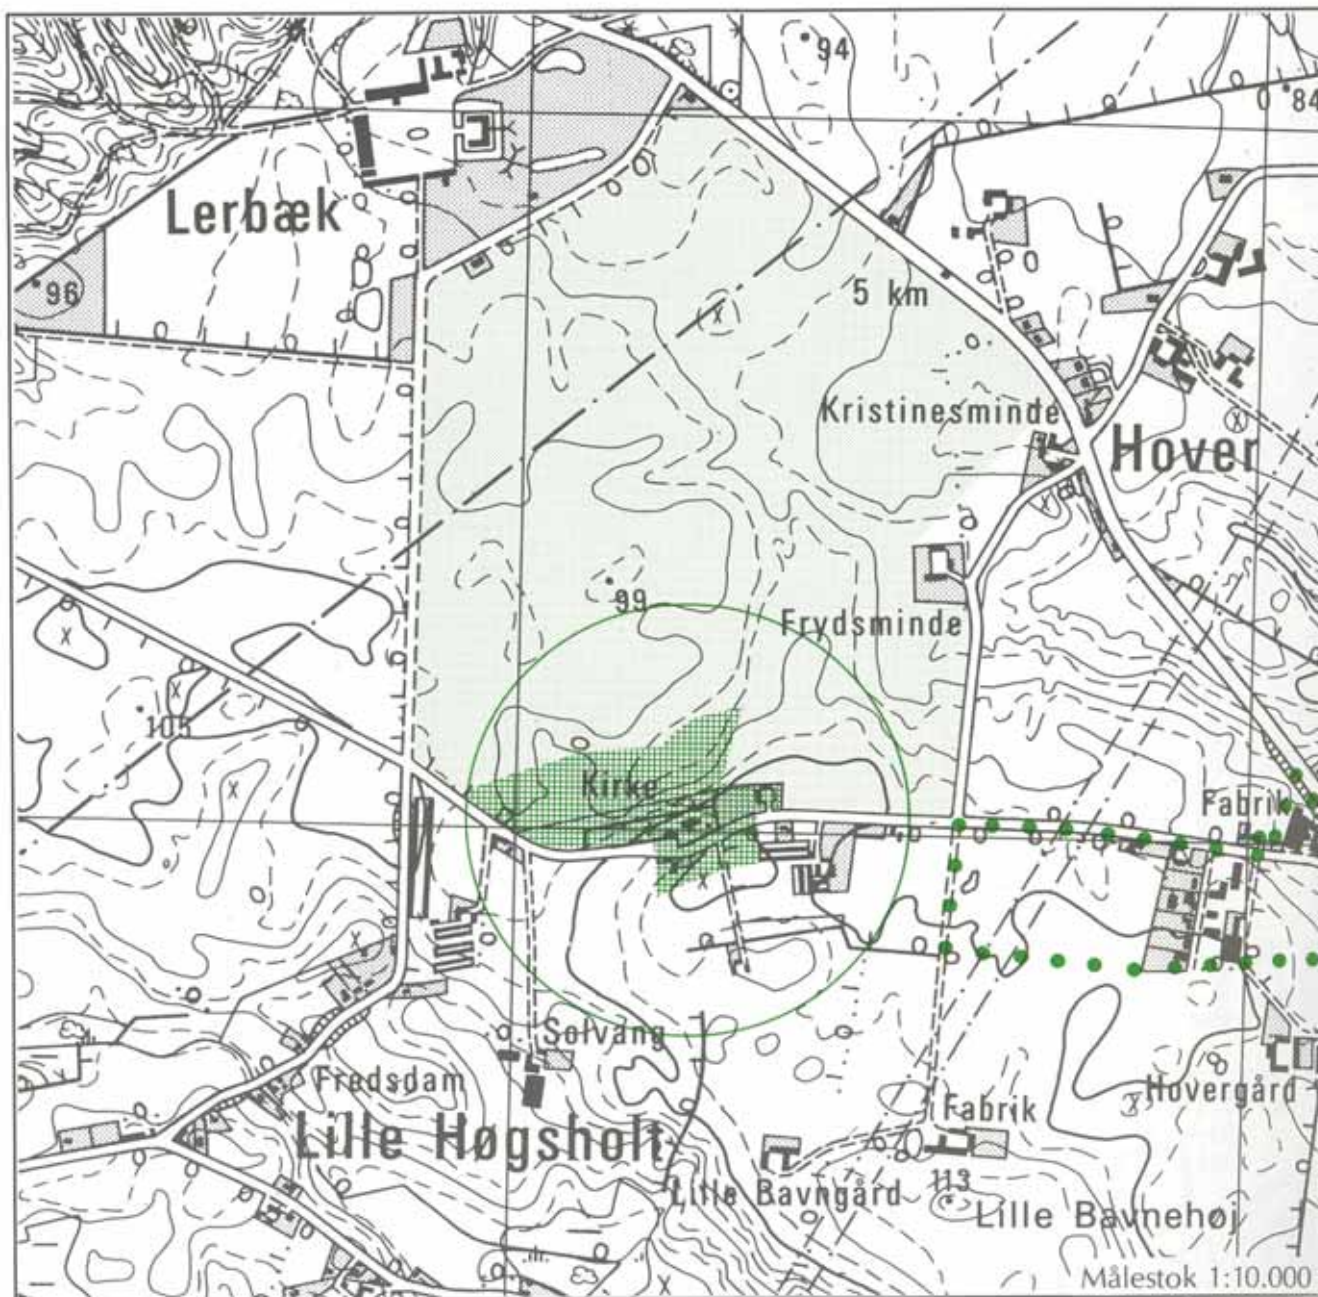 94
84
Lerbæk
96
5 km
Kristinesminde
Hover
99
Frydsminde
105
Kirke
Fabrik
Solvang
Fredsdam
Hovergård
Fabrik
Lille Høgsholt
Lille Bavngård
113
Lille Bavnehøj
Målestok 1:10.000